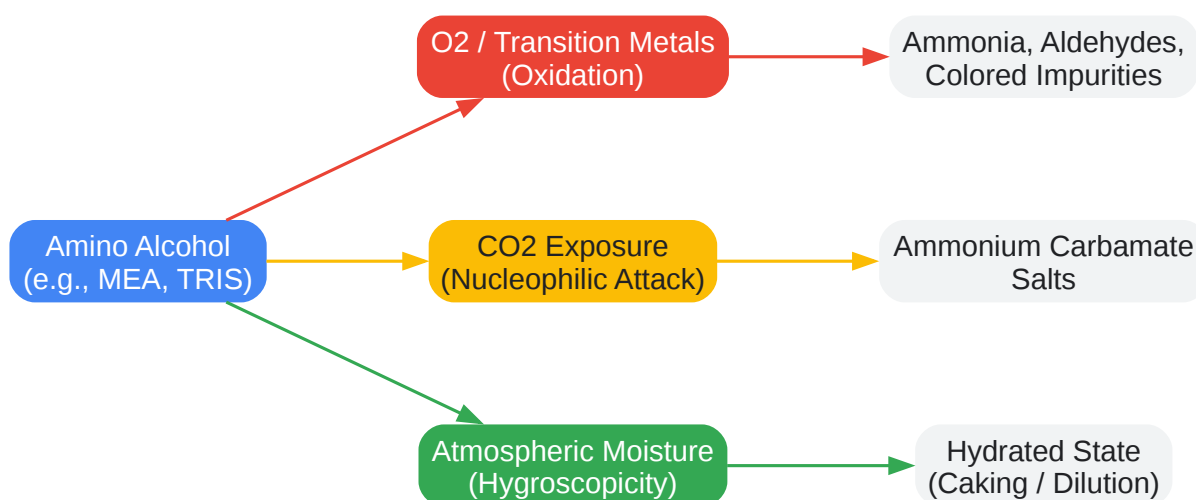 O2 / Transition Metals
(Oxidation)
Ammonia, Aldehydes,
Colored Impurities
Amino Alcohol
(e.g., MEA, TRIS)
CO2 Exposure
(Nucleophilic Attack)
Ammonium Carbamate
Salts
Atmospheric Moisture
(Hygroscopicity)
Hydrated State
(Caking / Dilution)